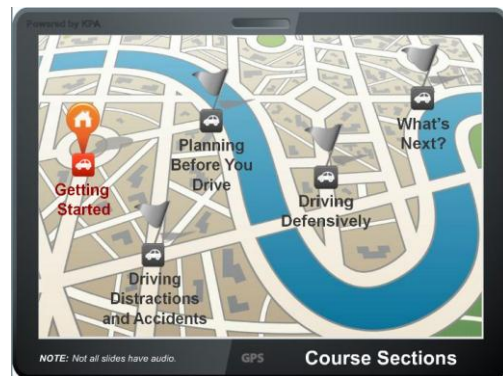 Powered by KPA
Getting
Started
Driving
Distractions
and Accidents
Planning
Before You
Drive
Driving
Defensively
What's
Next?
NOTE: Not all slides have audio.
GPS
Course Sections